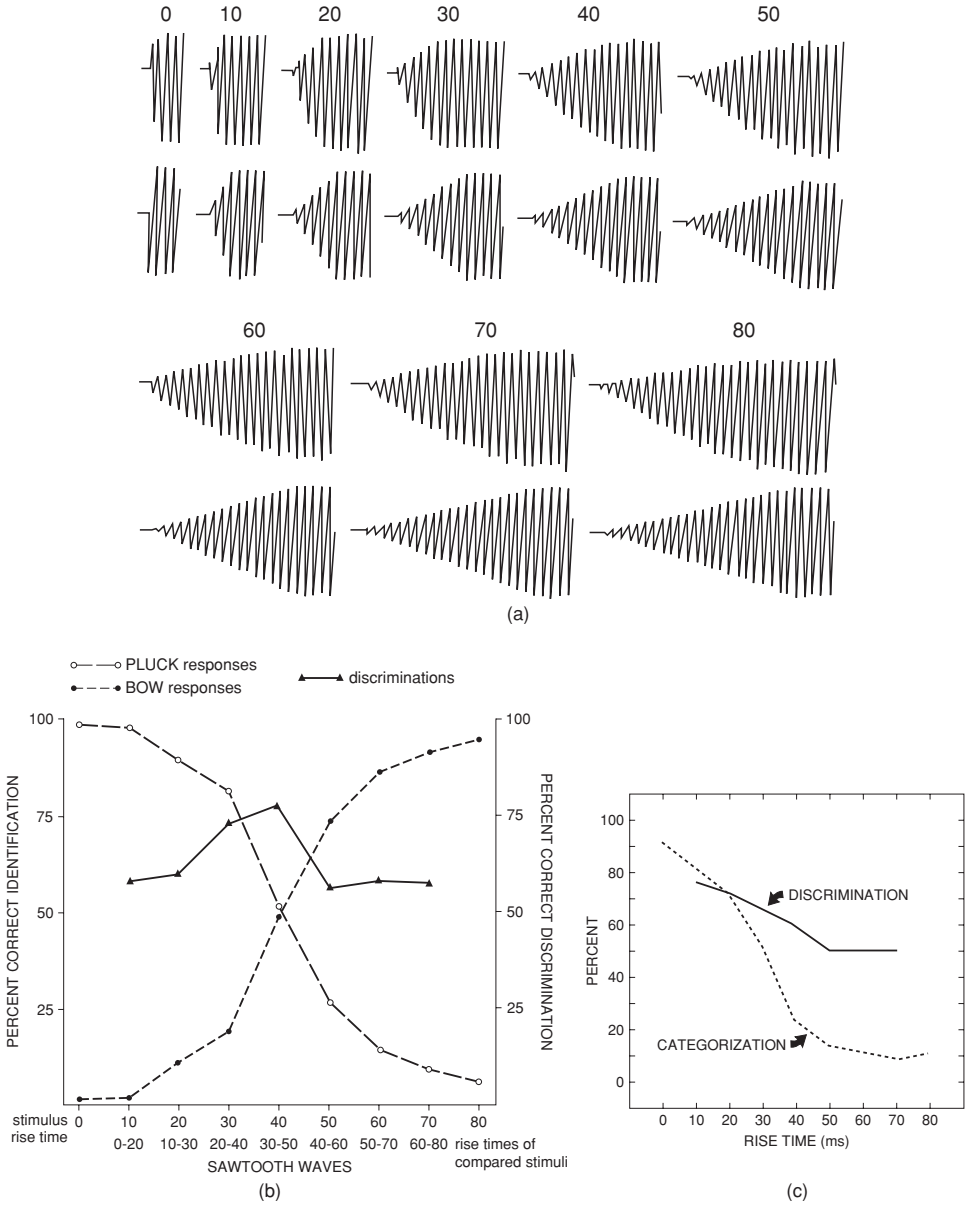 0 10 20 30 40 50
60 70 80
(a)
PLUCK responses
BOW responses
discriminations
100
75
50
25
PERCENT CORRECT IDENTIFICATION
100
75
50
25
PERCENT CORRECT DISCRIMINATION
stimulus
rise time
0 10 20 30 40 50 60 70 80
0-20 10-30 20-40 30-50 40-60 50-70 60-80
rise times of
compared stimuli
SAWTOOTH WAVES
(b)
100
80
60
40
20
0
PERCENT
DISCRIMINATION
CATEGORIZATION
0 10 20 30 40 50 60 70 80
RISE TIME (ms)
(c)